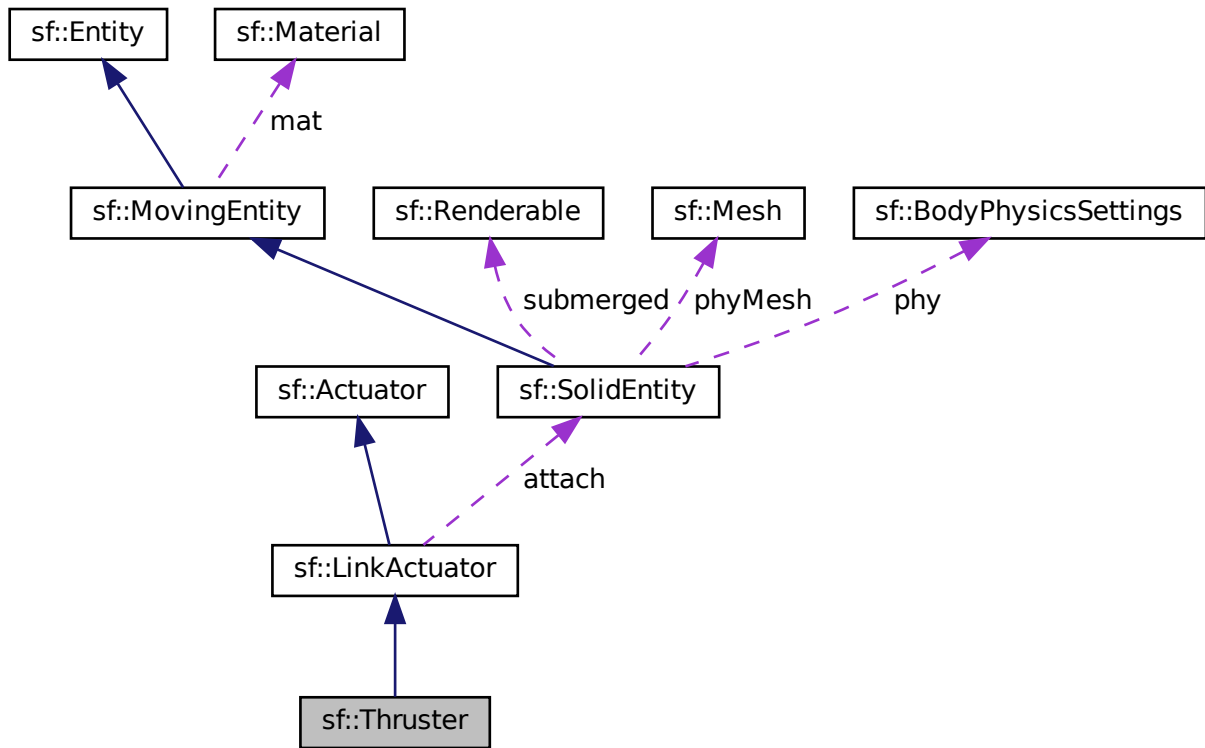 sf::Entity
sf::Material
mat
sf::MovingEntity
sf::Renderable
sf::Mesh
sf::BodyPhysicsSettings
submerged
phyMesh
phy
sf::Actuator
sf::SolidEntity
attach
sf::LinkActuator
sf::Thruster